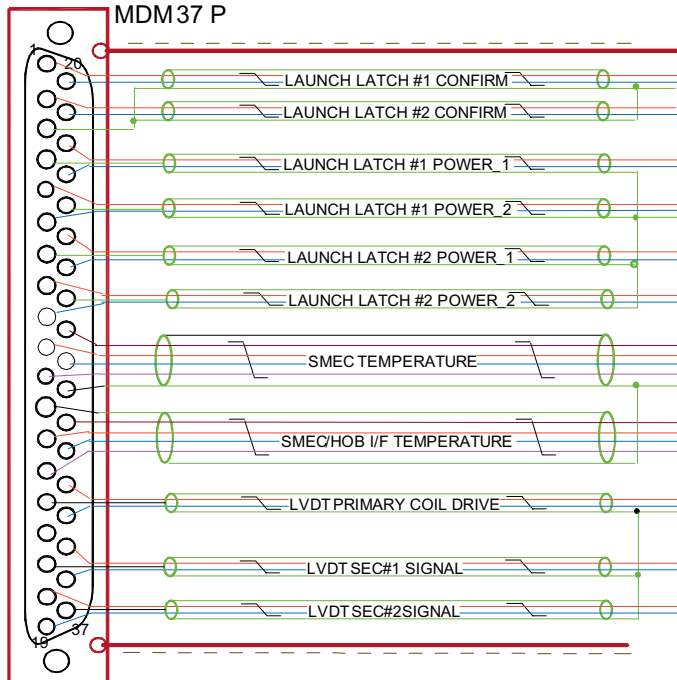 MDM37 P
1
20
LAUNCH LATCH #1 CONFIRM
LAUNCH LATCH #2 CONFIRM
LAUNCH LATCH #1 POWER_1
LAUNCH LATCH #1 POWER_2
LAUNCH LATCH #2 POWER_1
LAUNCH LATCH #2 POWER_2
SMEC TEMPERATURE
SMEC/HOB I/F TEMPERATURE
LVDT PRIMARY COIL DRIVE
LVDT SEC#1 SIGNAL
LVDT SEC#2SIGNAL
19
37